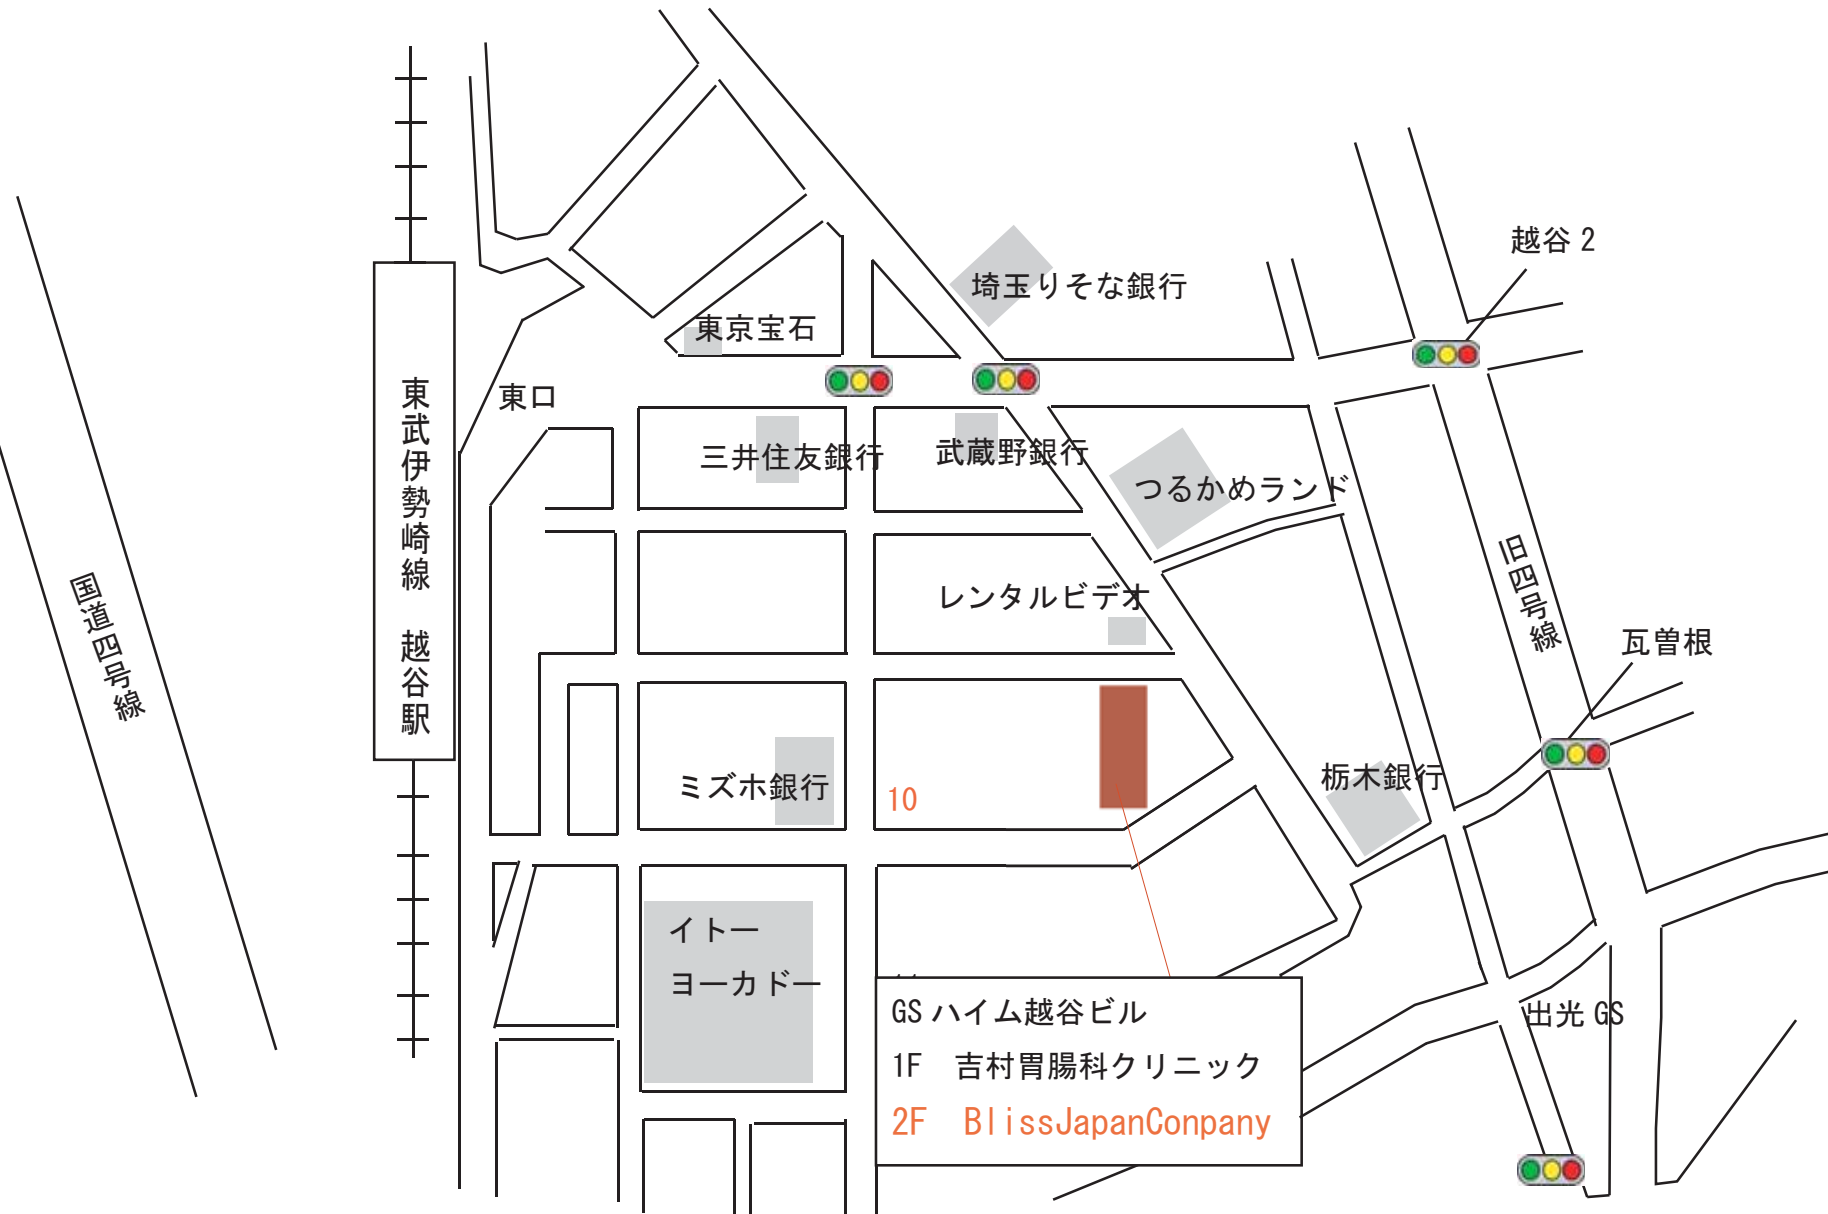 越谷 2
埼玉りそな銀行
東京宝石
東口
東武伊勢崎線　越谷駅
三井住友銀行
武蔵野銀行
つるかめランド
国道四号線
レンタルビデオ
旧四号線
瓦曽根
ミズホ銀行
10
栃木銀行
イトー
ヨーカドー
GS ハイム越谷ビル
1F　吉村胃腸科クリニック
2F　BlissJapanConpany
出光 GS